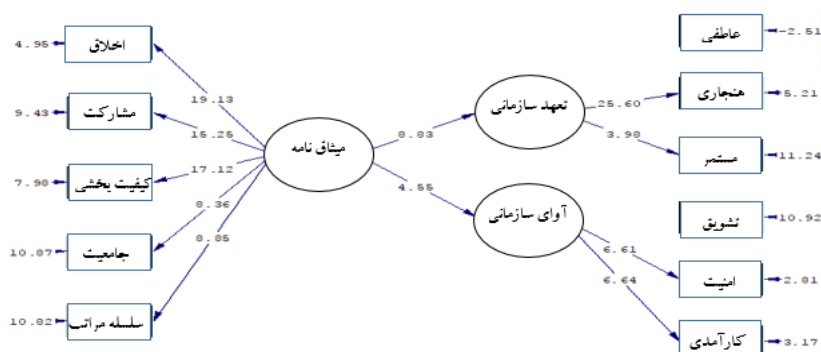 اخلاق
4.95
مشارکت
9.43
کیفیت بخشی
7.98
جامعیت
10.87
سلسله مراتب
10.82
19.13
15.25
17.12
8.36
8.85
میثاق نامه
8.83
4.55
تعهد سازمانی
آوای سازمانی
25.60
3.98
6.61
6.64
عاطفی
-2.51
هنجاری
5.21
مستمر
11.24
تشویق
10.92
امنیت
2.81
کارآمدی
3.17